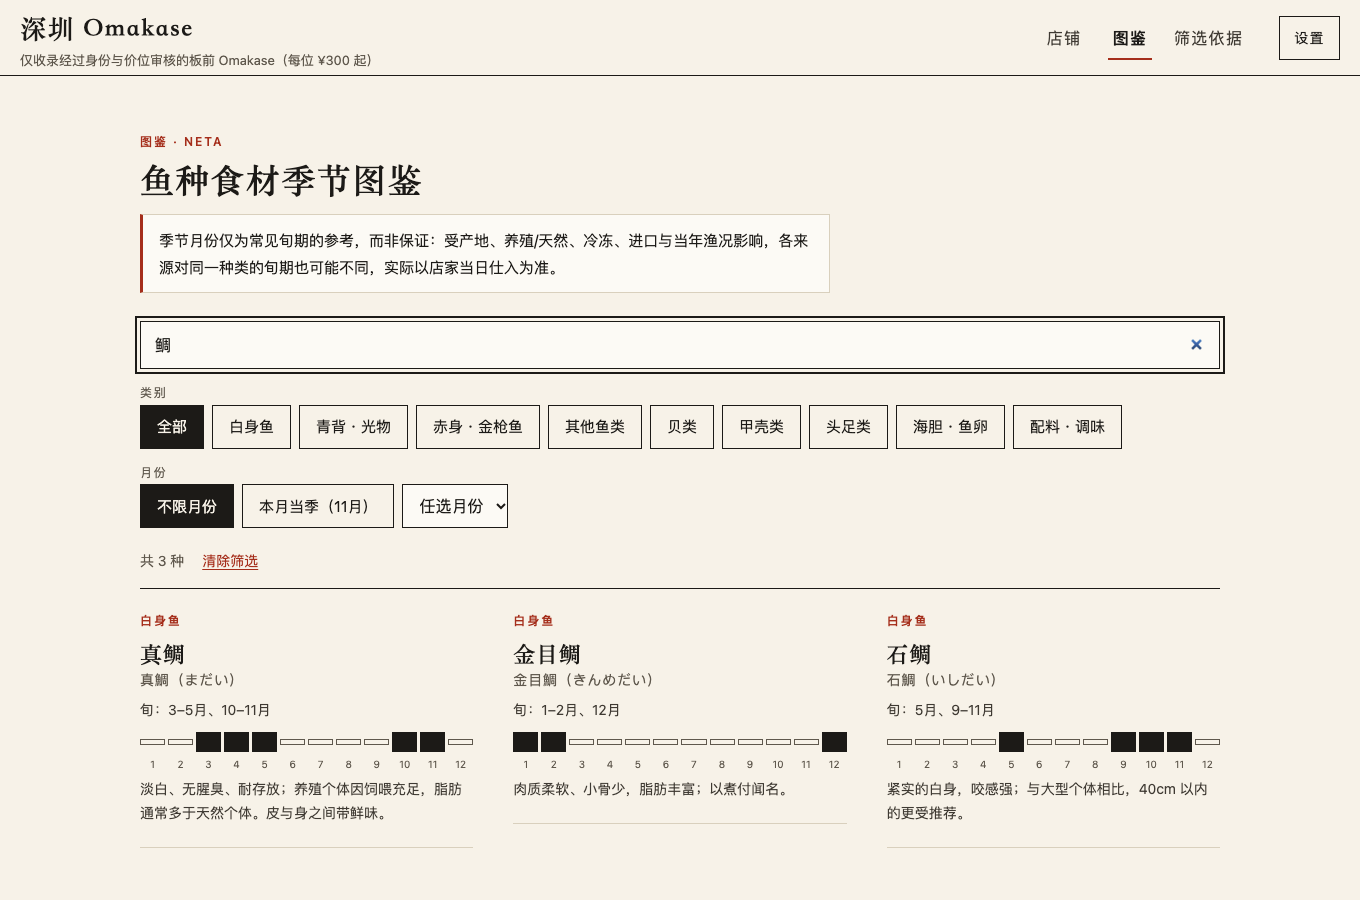 深圳 Omakase
仅收录经过身份与价位审核的板前 Omakase（每位 ¥300 起）
店铺
图鉴
筛选依据
设置
图鉴 · NETA
鱼种食材季节图鉴
季节月份仅为常见旬期的参考，而非保证：受产地、养殖/天然、冷冻、进口与当年渔况影响，各来
源对同一种类的旬期也可能不同，实际以店家当日仕入为准。
鲷
类别
全部
白身鱼
青背 · 光物
赤身 · 金枪鱼
其他鱼类
贝类
甲壳类
头足类
海胆 · 鱼卵
配料 · 调味
月份
不限月份
本月当季（11月）
任选月份
共 3 种
清除筛选
白身鱼
真鲷
真鯛（まだい）
旬：3–5月、10–11月
1 2 3 4 5 6 7 8 9 10 11 12
淡白、无腥臭、耐存放；养殖个体因饲喂充足，脂肪
通常多于天然个体。皮与身之间带鲜味。
白身鱼
金目鲷
金目鯛（きんめだい）
旬：1–2月、12月
1 2 3 4 5 6 7 8 9 10 11 12
肉质柔软、小骨少，脂肪丰富；以煮付闻名。
白身鱼
石鲷
石鯛（いしだい）
旬：5月、9–11月
1 2 3 4 5 6 7 8 9 10 11 12
紧实的白身，咬感强；与大型个体相比，40cm 以内
的更受推荐。